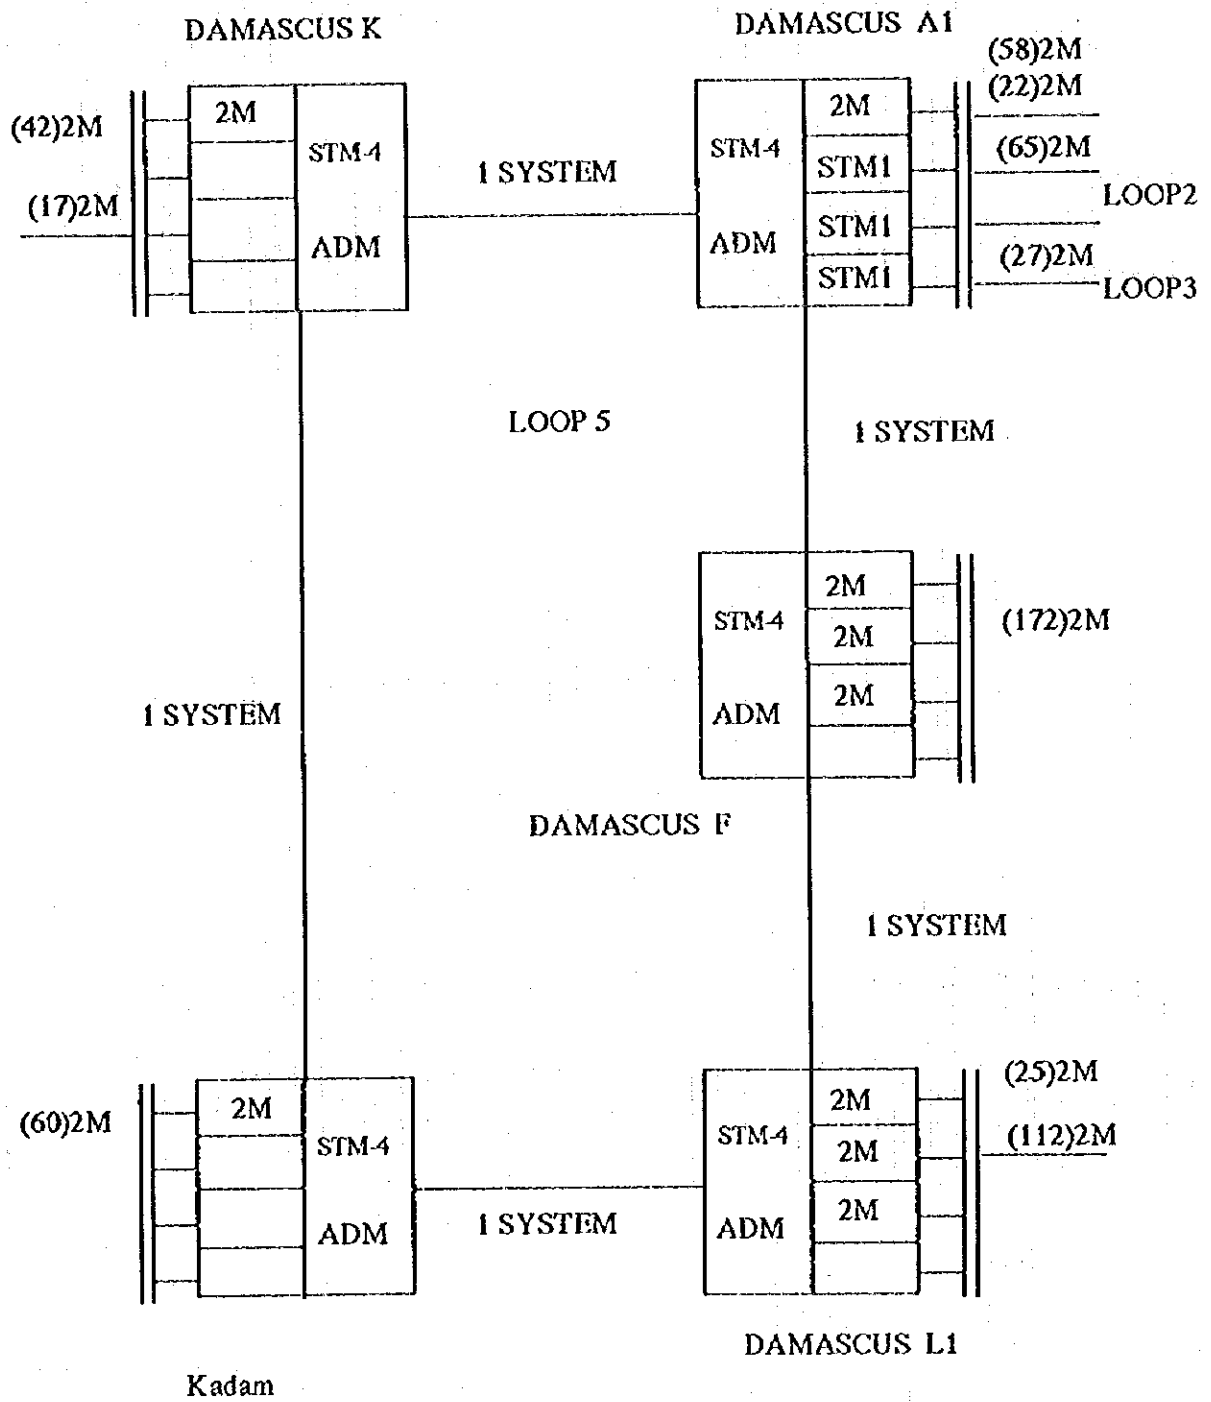 DAMASCUS K
DAMASCUS A1
(58)2M
(22)2M
(42)2M
2M
STM-4
ADM
(17)2M
1 SYSTEM
STM-4
ADM
2M
STM1
STM1
STM1
(65)2M
LOOP2
(27)2M
LOOP3
LOOP 5
1 SYSTEM
STM-4
ADM
2M
2M
2M
(172)2M
1 SYSTEM
DAMASCUS F
1 SYSTEM
(60)2M
2M
STM-4
ADM
1 SYSTEM
STM-4
ADM
2M
2M
2M
(25)2M
(112)2M
DAMASCUS L1
Kadam